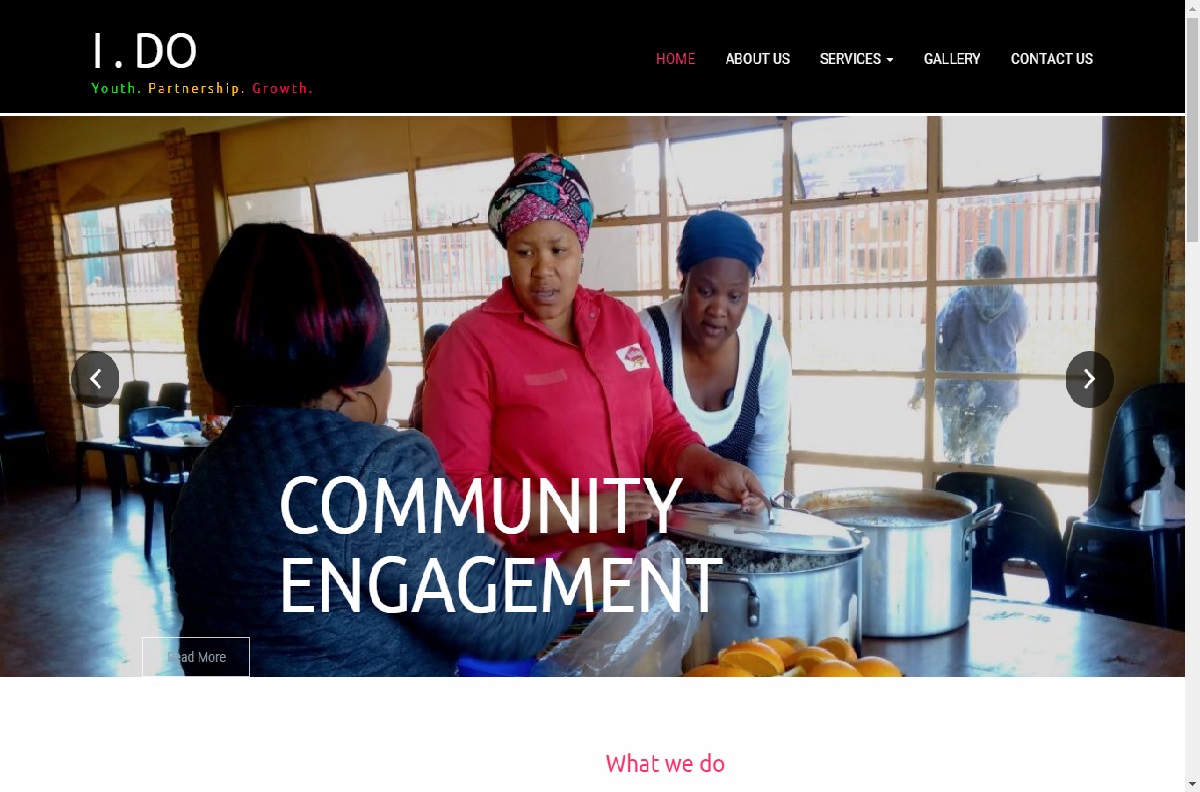 I . DO
Youth. Partnership. Growth.
HOME
ABOUT US
SERVICES
GALLERY
CONTACT US
COMMUNITY
ENGAGEMENT
Read More
What we do